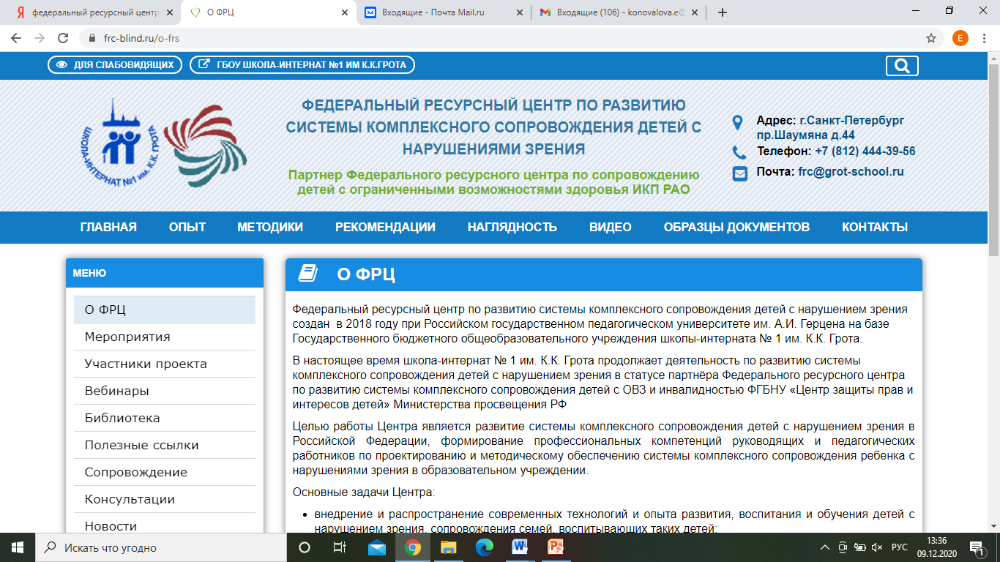 федеральный ресурсный центр
О ФРЦ
Входящие - Почта Mail.ru
Входящие (106) - konovalova.e@
frc-blind.ru/o-frs
E
ДЛЯ СЛАБОВИДЯЩИХ
ГБОУ ШКОЛА-ИНТЕРНАТ №1 ИМ К.К.ГРОТА
ШКОЛА-ИНТЕРНАТ №1 им. К.К. ГРОТА
ФЕДЕРАЛЬНЫЙ РЕСУРСНЫЙ ЦЕНТР ПО РАЗВИТИЮ
СИСТЕМЫ КОМПЛЕКСНОГО СОПРОВОЖДЕНИЯ ДЕТЕЙ С
НАРУШЕНИЯМИ ЗРЕНИЯ
Партнер Федерального ресурсного центра по сопровождению
детей с ограниченными возможностями здоровья ИКП РАО
Адрес: г.Санкт-Петербург
пр.Шаумяна д.44
Телефон: +7 (812) 444-39-56
Почта: frc@grot-school.ru
ГЛАВНАЯ ОПЫТ МЕТОДИКИ РЕКОМЕНДАЦИИ НАГЛЯДНОСТЬ ВИДЕО ОБРАЗЦЫ ДОКУМЕНТОВ КОНТАКТЫ
МЕНЮ
О ФРЦ
Мероприятия
Участники проекта
Вебинары
Библиотека
Полезные ссылки
Сопровождение
Консультации
Новости
О ФРЦ
Федеральный ресурсный центр по развитию системы комплексного сопровождения детей с нарушением зрения
создан в 2018 году при Российском государственном педагогическом университете им. А.И. Герцена на базе
Государственного бюджетного общеобразовательного учреждения школы-интерната № 1 им. К.К. Грота.
В настоящее время школа-интернат № 1 им. К.К. Грота продолжает деятельность по развитию системы
комплексного сопровождения детей с нарушением зрения в статусе партнёра Федерального ресурсного центра
по развитию системы комплексного сопровождения детей с ОВЗ и инвалидностью ФГБНУ «Центр защиты прав и
интересов детей» Министерства просвещения РФ
Целью работы Центра является развитие системы комплексного сопровождения детей с нарушением зрения в
Российской Федерации, формирование профессиональных компетенций руководящих и педагогических
работников по проектированию и методическому обеспечению системы комплексного сопровождения ребенка с
нарушениями зрения в образовательном учреждении.
Основные задачи Центра:
• внедрение и распространение современных технологий и опыта развития, воспитания и обучения детей с
нарушением зрения, сопровождения семей, воспитывающих таких детей;
Искать что угодно
РУС
13:36
09.12.2020
1